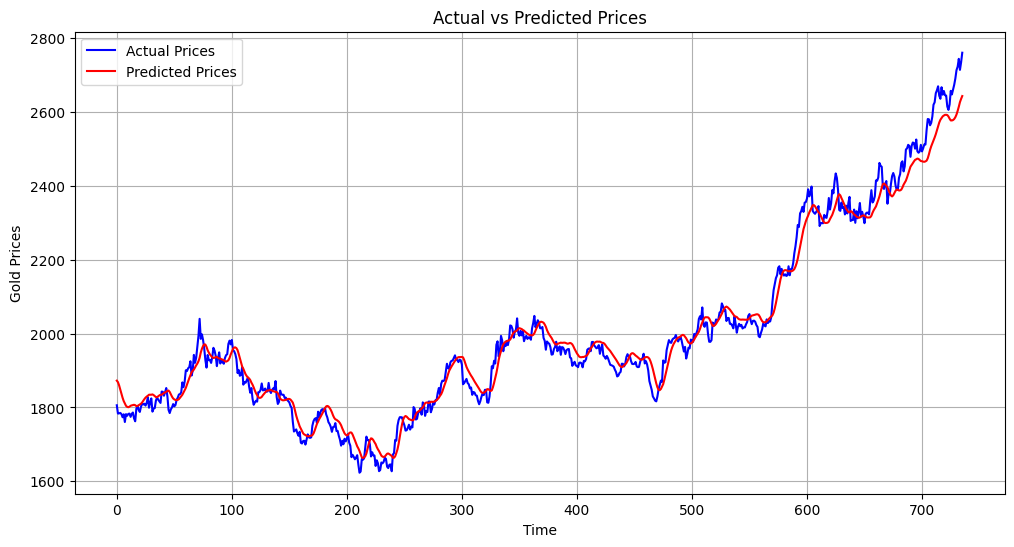 Actual vs Predicted Prices
Actual Prices
Predicted Prices
Gold Prices
2800
2600
2400
2200
2000
1800
1600
0 100 200 300 400 500 600 700
Time